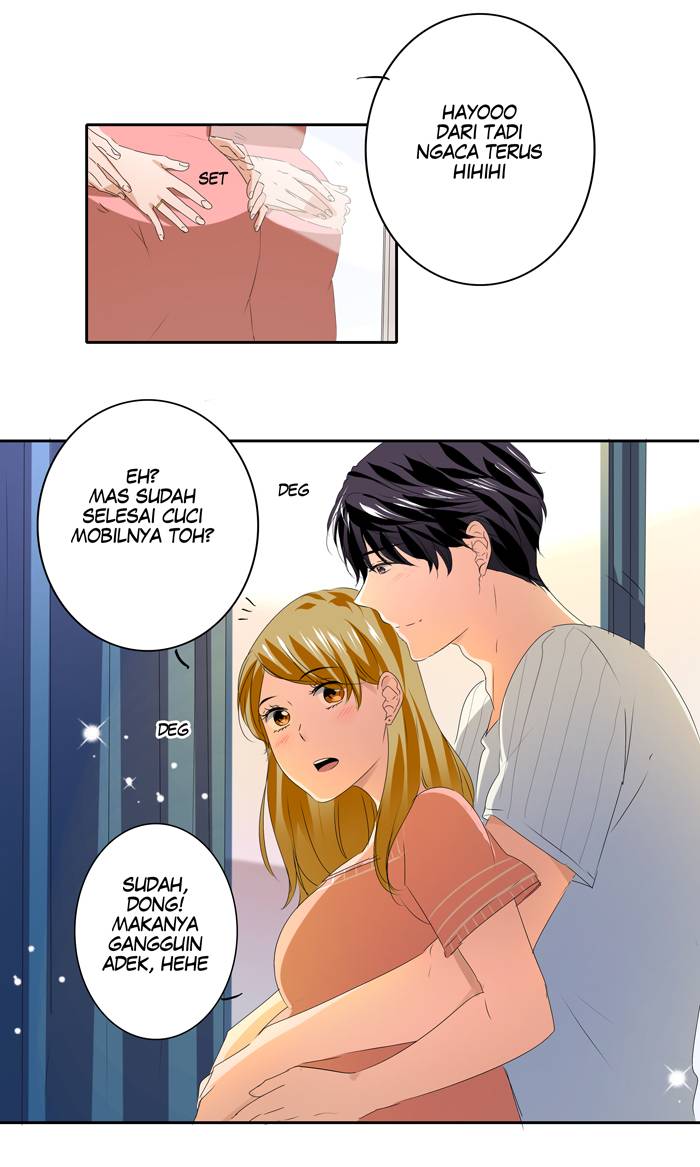 HAYOOO
DARI TADI
NGACA TERUS
HIHIHI
SET
EH?
MAS SUDAH
SELESAI CUCI
MOBILNYA TOH?
DEG
DEG
SUDAH,
DONG!
MAKANYA
GANGGUIN
ADEK, HEHE